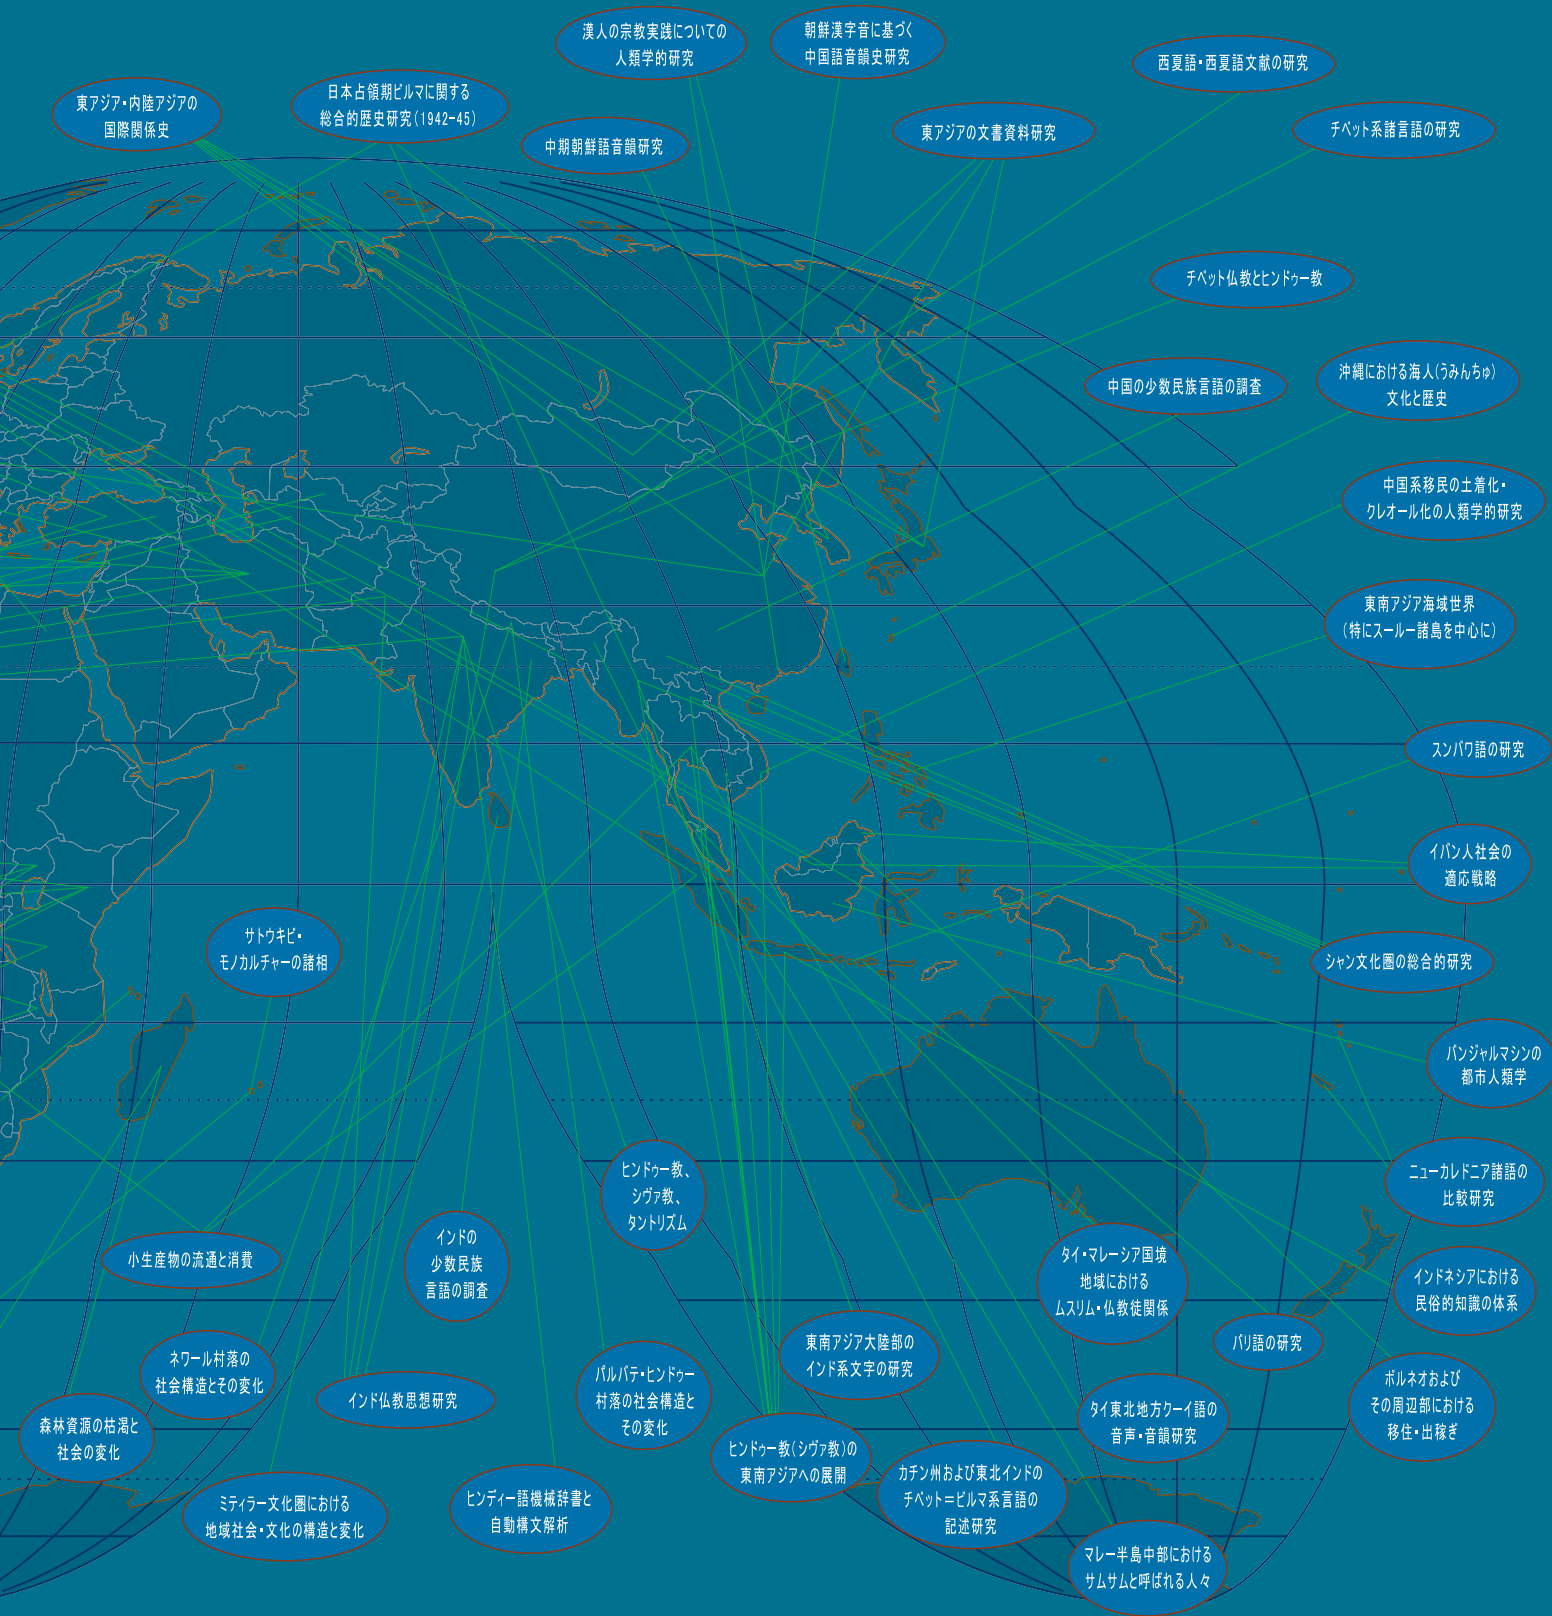 漢人の宗教実践についての
人類学的研究
朝鮮漢字音に基づく
中国語音韻史研究
西夏語・西夏語文献の研究
東アジア・内陸アジアの
国際関係史
日本占領期ビルマに関する
総合的歴史研究（1942-45）
中期朝鮮語音韻研究
東アジアの文書資料研究
チベット系諸言語の研究
チベット仏教とヒンドゥー教
中国の少数民族言語の調査
沖縄における海人（うみんちゅ）
文化と歴史
中国系移民の土着化・
クレオール化の人類学的研究
東南アジア海域世界
（特にスールー諸島を中心に）
スンバワ語の研究
イバン人社会の
適応戦略
サトウキビ・
モノカルチャーの諸相
シャン文化圏の総合的研究
バンジャルマシンの
都市人類学
ヒンドゥー教、
シヴァ教、
タントリズム
ニューカレドニア諸語の
比較研究
小生産物の流通と消費
インドの
少数民族
言語の調査
タイ・マレーシア国境
地域における
ムスリム・仏教徒関係
インドネシアにおける
民俗的知識の体系
バリ語の研究
ネワール村落の
社会構造とその変化
インド仏教思想研究
パルバテ・ヒンドゥー
村落の社会構造と
その変化
東南アジア大陸部の
インド系文字の研究
ボルネオおよび
その周辺部における
移住・出稼ぎ
森林資源の枯渇と
社会の変化
タイ東北地方クーイ語の
音声・音韻研究
ヒンドゥー教（シヴァ教）の
東南アジアへの展開
カチン州および東北インドの
チベット＝ビルマ系言語の
記述研究
ミティラー文化圏における
地域社会・文化の構造と変化
ヒンディー語機械辞書と
自動構文解析
マレー半島中部における
サムサムと呼ばれる人々